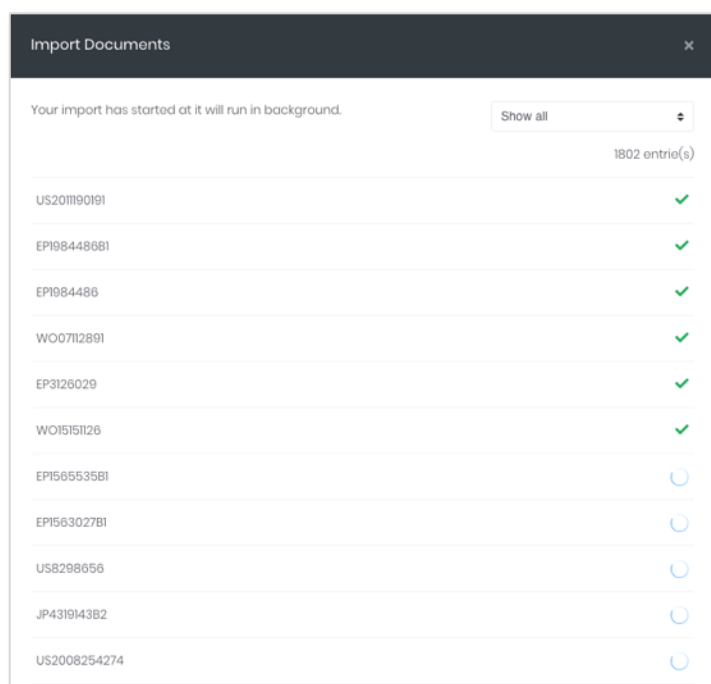 Import Documents ×
Your import has started at it will run in background.
Show all
1802 entrie(s)
US2011190191
EP1984486B1
EP1984486
WO07112891
EP3126029
WO15151126
EP1565535B1
EP1563027B1
US8298656
JP4319143B2
US2008254274